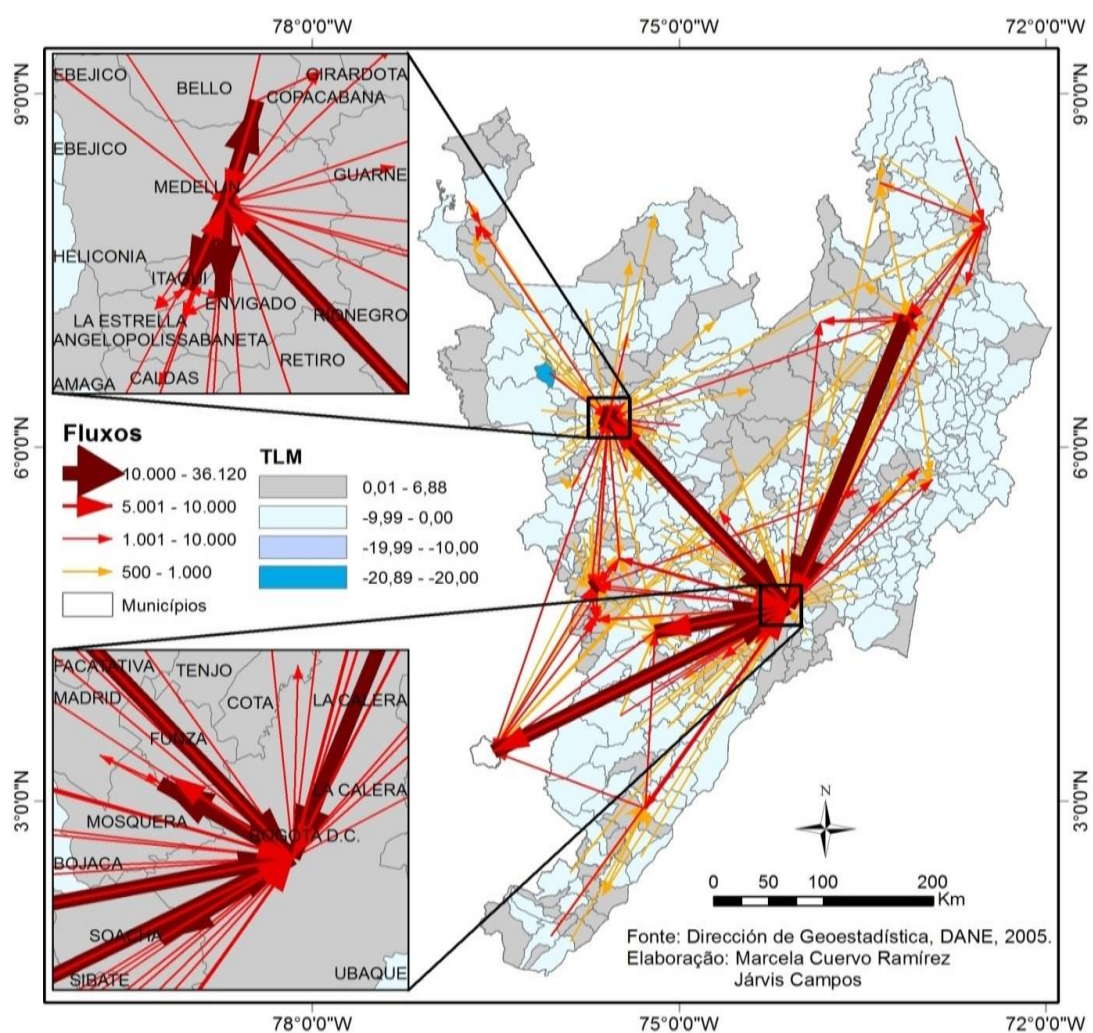 78°0'0"W
75°0'0"W
72°0'0"W
9°0'0"N
9°0'0"N
EBEJICO
BELLO
GIRARDOTA
COPACABANA
EBEJICO
GUARNE
MEDELLIN
HELICONIA
ITAGUI
ENVIGADO
RIONEGRO
LA ESTRELLA
ANGELOPOLIS
SABANETA
RETIRO
AMAGA
CALDAS
6°0'0"N
6°0'0"N
Fluxos
10.000 - 36.120
5.001 - 10.000
1.001 - 10.000
500 - 1.000
Municípios
TLM
0,01 - 6,88
-9,99 - 0,00
-19,99 - -10,00
-20,89 - -20,00
FACATATIVA
TENJO
MADRID
COTA
LA CALERA
FUNZA
LA CALERA
MOSQUERA
BOGOTA D.C.
BOJACA
SOACHA
SIBATE
UBAQUE
3°0'0"N
3°0'0"N
N
0 50 100 200
Km
Fonte: Dirección de Geoestadística, DANE, 2005.
Elaboração: Marcela Cuervo Ramírez
Járvis Campos
78°0'0"W
75°0'0"W
72°0'0"W